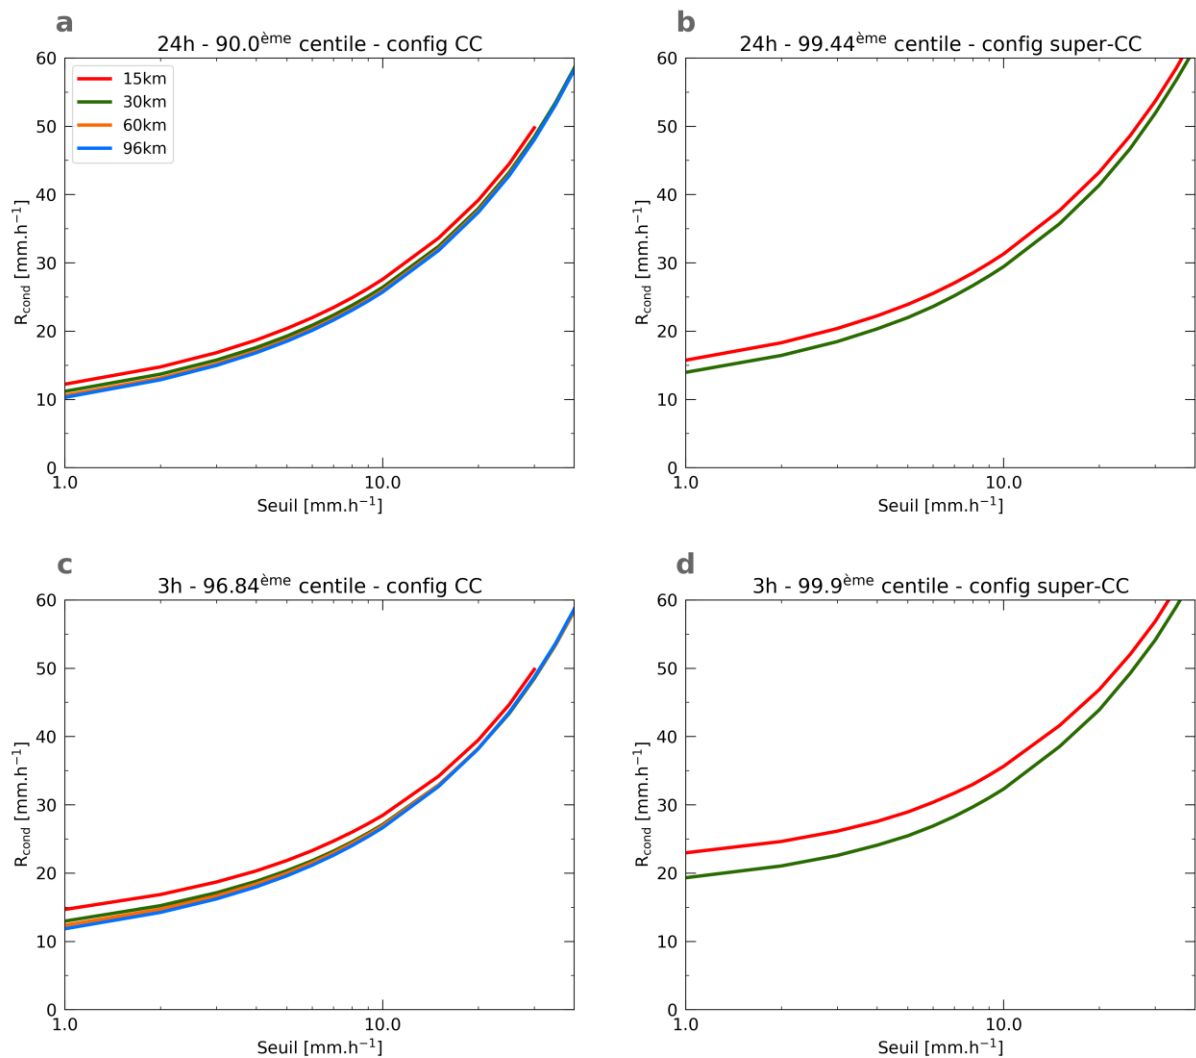 a
24h - 90.0ème centile - config CC
60
50
40
30
20
10
0
1.0
10.0
R_cond [mm.h⁻¹]
Seuil [mm.h⁻¹]
15km
30km
60km
96km
b
24h - 99.44ème centile - config super-CC
60
50
40
30
20
10
0
1.0
10.0
R_cond [mm.h⁻¹]
Seuil [mm.h⁻¹]
c
3h - 96.84ème centile - config CC
60
50
40
30
20
10
0
1.0
10.0
R_cond [mm.h⁻¹]
Seuil [mm.h⁻¹]
d
3h - 99.9ème centile - config super-CC
60
50
40
30
20
10
0
1.0
10.0
R_cond [mm.h⁻¹]
Seuil [mm.h⁻¹]